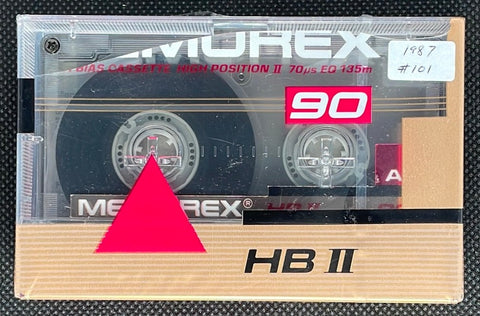 MEMOREX
BIAS CASSETTE HIGH POSITION II 70µs EQ 135m
1987
#101
90
A
MEMOREX®
HB II